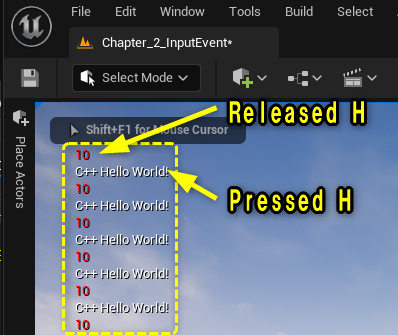 File Edit Window Tools Build Select
Chapter_2_InputEvent*
Select Mode
Place Actors
Shift+F1 for Mouse Cursor
Released H
10
C++ Hello World!
10
Pressed H
C++ Hello World!
10
C++ Hello World!
10
C++ Hello World!
10
C++ Hello World!
10